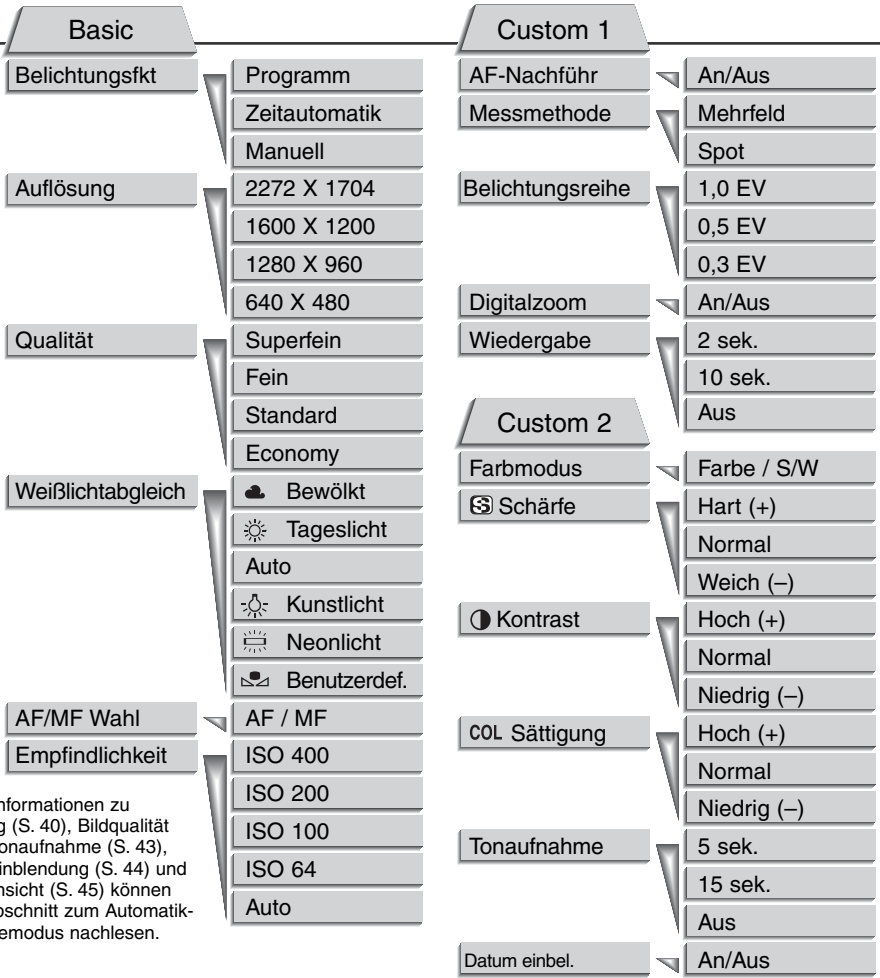 Basic
Belichtungsfkt
Programm
Zeitautomatik
Manuell
Auflösung
2272 X 1704
1600 X 1200
1280 X 960
640 X 480
Qualität
Superfein
Fein
Standard
Economy
Weißlichtabgleich
Bewölkt
Tageslicht
Auto
Kunstlicht
Neonlicht
Benutzerdef.
AF/MF Wahl
AF / MF
Empfindlichkeit
ISO 400
ISO 200
ISO 100
ISO 64
Auto
nformationen zu
g (S. 40), Bildqualität
onaufnahme (S. 43),
inblendung (S. 44) und
nsicht (S. 45) können
bschnitt zum Automatik-
emodus nachlesen.
Custom 1
AF-Nachführ
An/Aus
Messmethode
Mehrfeld
Spot
Belichtungsreihe
1,0 EV
0,5 EV
0,3 EV
Digitalzoom
An/Aus
Wiedergabe
2 sek.
10 sek.
Aus
Custom 2
Farbmodus
Farbe / S/W
S Schärfe
Hart (+)
Normal
Weich (–)
Kontrast
Hoch (+)
Normal
Niedrig (–)
COL Sättigung
Hoch (+)
Normal
Niedrig (–)
Tonaufnahme
5 sek.
15 sek.
Aus
Datum einbel.
An/Aus